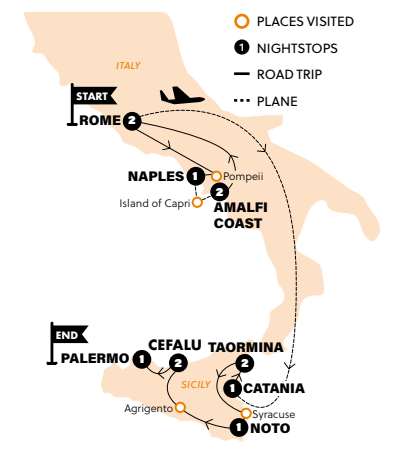 PLACES VISITED
1 NIGHTSTOPS
ROAD TRIP
PLANE
ITALY
START
ROME 2
NAPLES 1
Pompeii
Island of Capri
2
AMALFI
COAST
END
PALERMO 1
CEFALU
2
TAORMINA
2
SICILY
1 CATANIA
Agrigento
Syracuse
1 NOTO